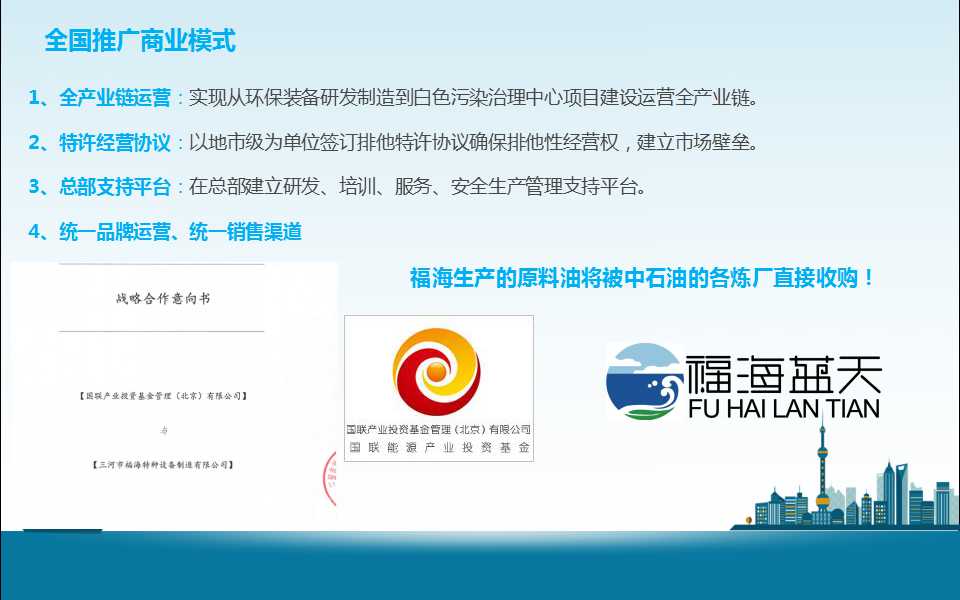 全国推广商业模式
1、全产业链运营：实现从环保装备研发制造到白色污染治理中心项目建设运营全产业链。
2、特许经营协议：以地市级为单位签订排他特许协议确保排他性经营权，建立市场壁垒。
3、总部支持平台：在总部建立研发、培训、服务、安全生产管理支持平台。
4、统一品牌运营、统一销售渠道
福海生产的原料油将被中石油的各炼厂直接收购！
战略合作意向书
【国联产业投资基金管理（北京）有限公司】
与
【三河市福海特种设备制造有限公司】
国联产业投资基金管理（北京）有限公司
国联能源产业投资基金
福海蓝天
FU HAI LAN TIAN